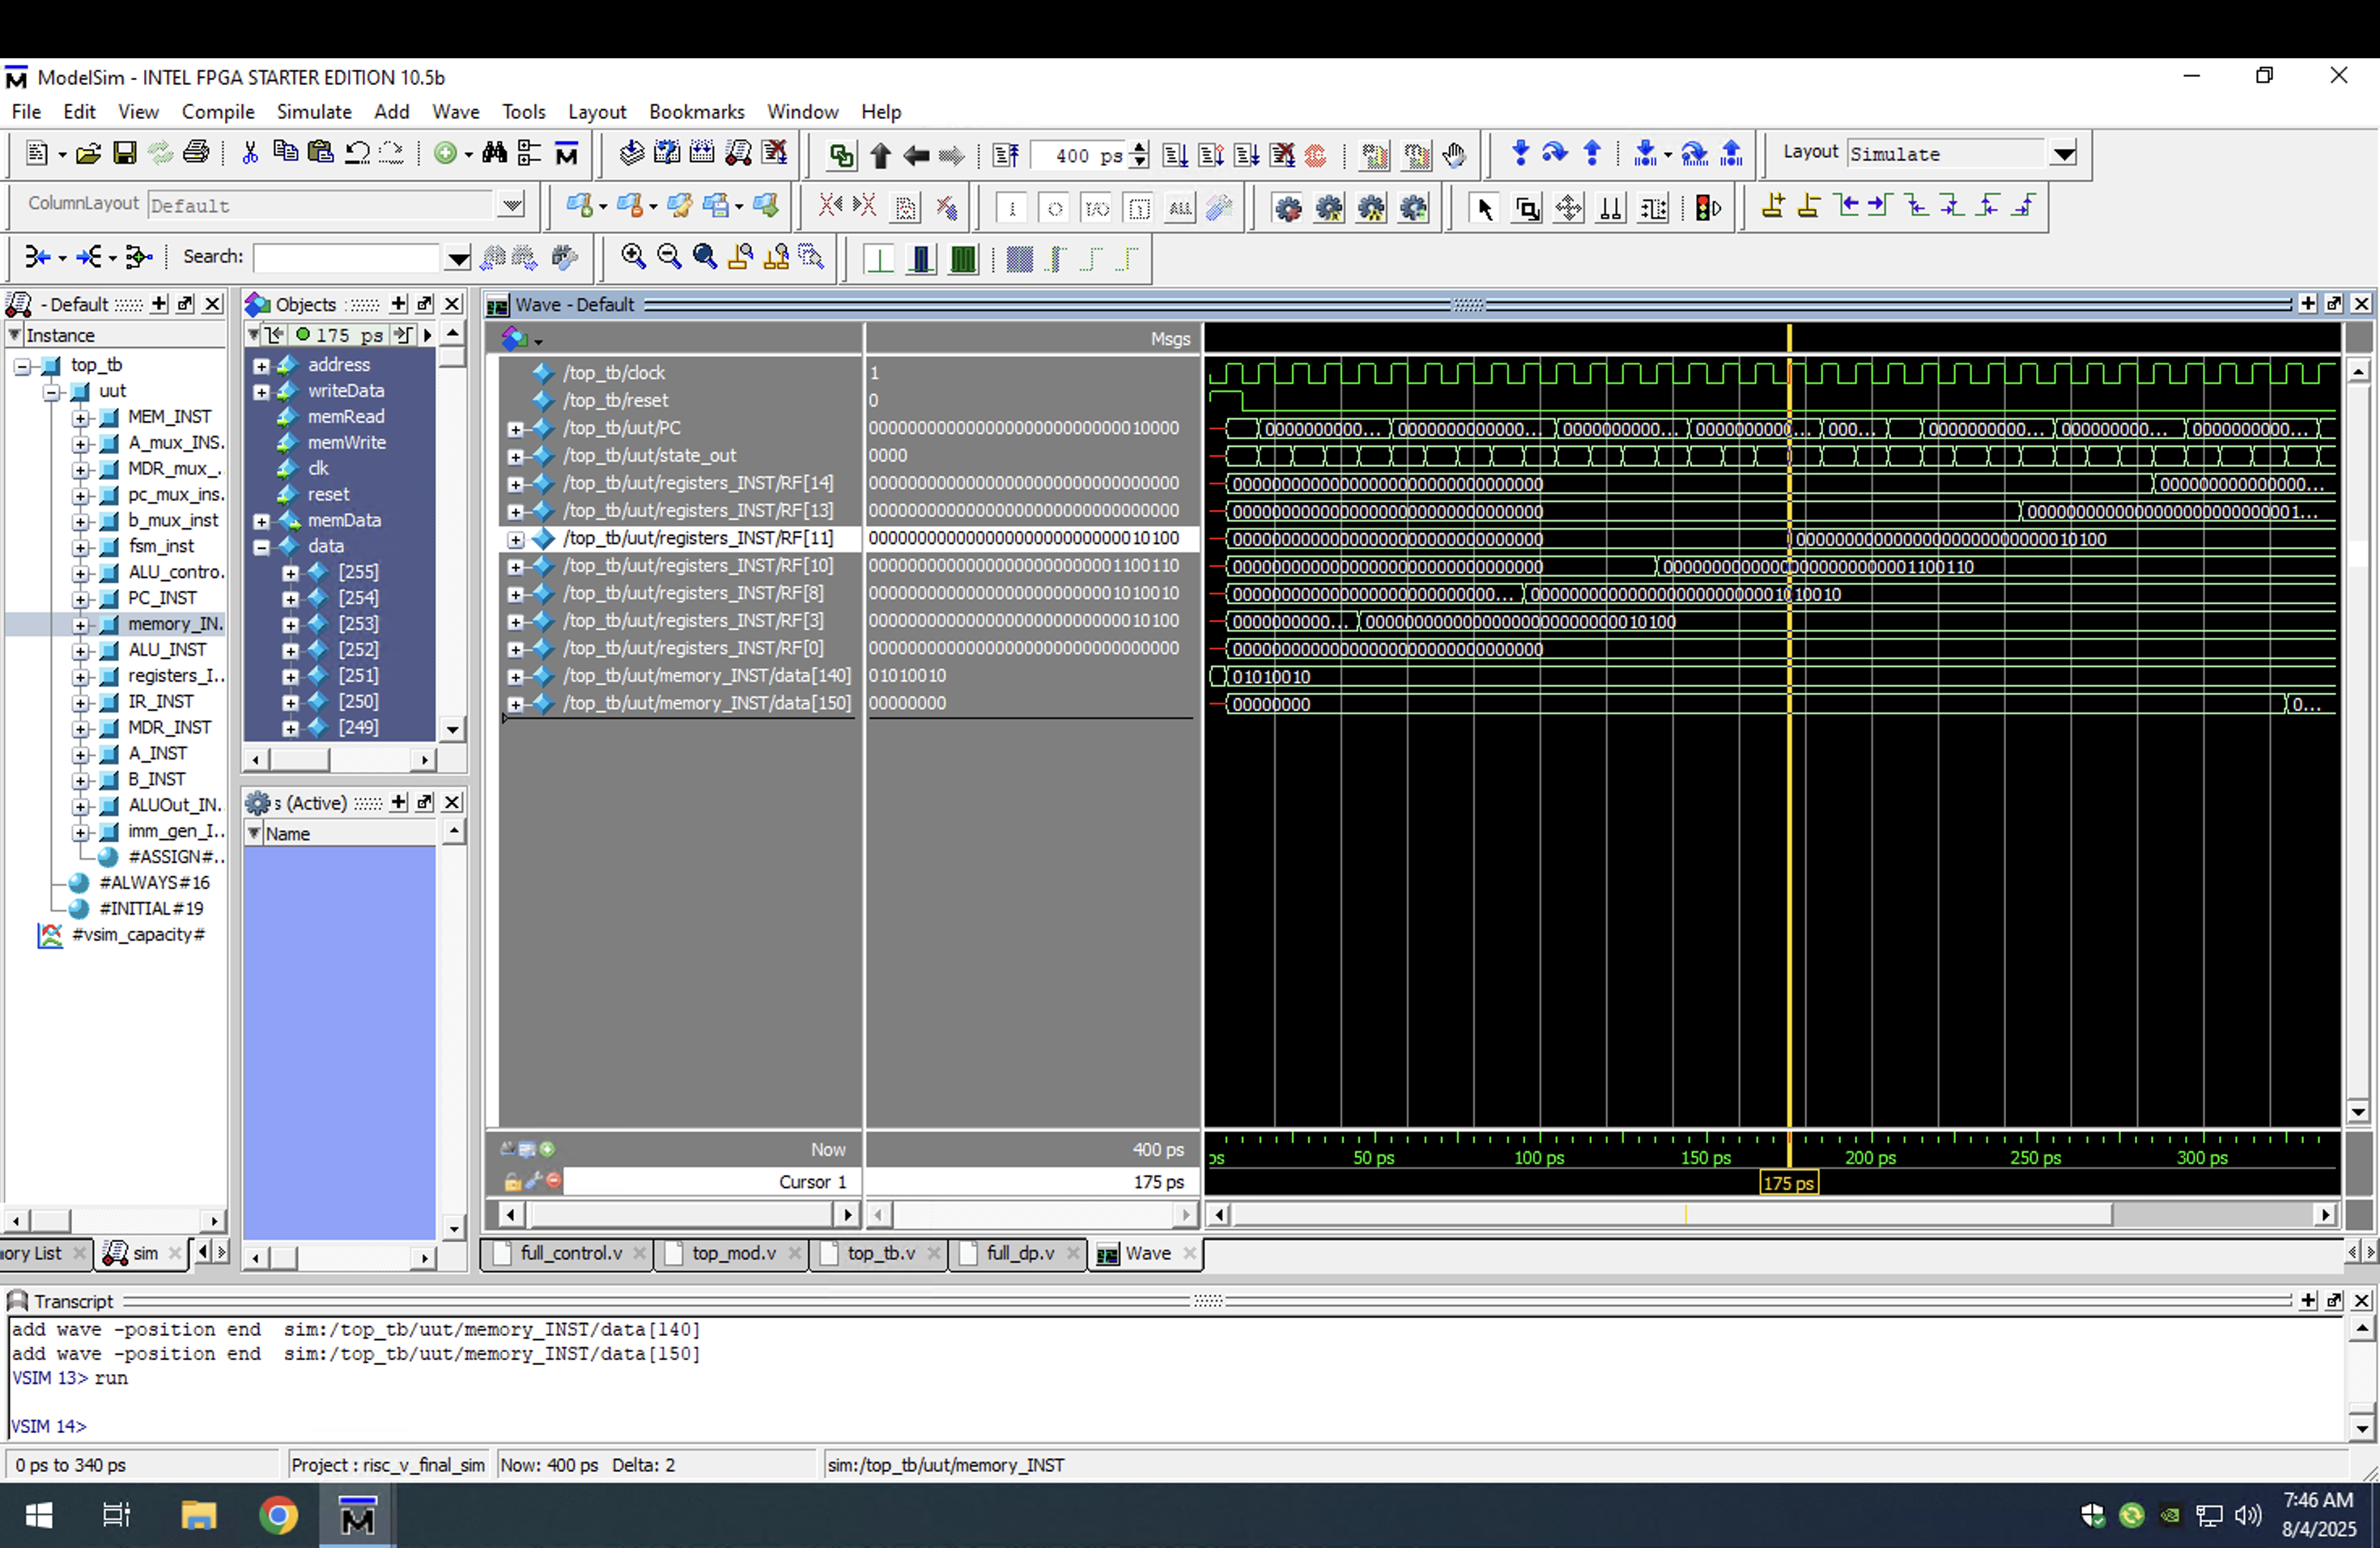 ModelSim - INTEL FPGA STARTER EDITION 10.5b
File Edit View Compile Simulate Add Wave Tools Layout Bookmarks Window Help
400 ps
Layout Simulate
ColumnLayout Default
Search:
- Default
Instance
top_tb
uut
MEM_INST
A_mux_INS.
MDR_mux_.
pc_mux_ins.
b_mux_inst
fsm_inst
ALU_contro.
PC_INST
memory_IN.
ALU_INST
registers_I..
IR_INST
MDR_INST
A_INST
B_INST
ALUOut_IN.
imm_gen_I..
#ASSIGN#..
#ALWAYS#16
#INITIAL#19
#vsim_capacity#
ory List
sim
Objects
175 ps
address
writeData
memRead
memWrite
clk
reset
memData
data
[255]
[254]
[253]
[252]
[251]
[250]
[249]
s (Active)
Name
Wave - Default
Msgs
/top_tb/clock 1
/top_tb/reset 0
/top_tb/uut/PC 00000000000000000000000000010000 0000000000... 000000000000... 0000000000... 0000000000... 000... 0000000000... 000000000... 0000000000...
/top_tb/uut/state_out 0000
/top_tb/uut/registers_INST/RF[14] 00000000000000000000000000000000 00000000000000000000000000000000 0000000000000...
/top_tb/uut/registers_INST/RF[13] 00000000000000000000000000000000 00000000000000000000000000000000 000000000000000000000000001...
/top_tb/uut/registers_INST/RF[11] 00000000000000000000000000010100 00000000000000000000000000000000 00000000000000000000000000010100
/top_tb/uut/registers_INST/RF[10] 00000000000000000000000001100110 00000000000000000000000000000000 00000000000000000000000001100110
/top_tb/uut/registers_INST/RF[8] 00000000000000000000000001010010 000000000000000000000000000... 00000000000000000000000001010010
/top_tb/uut/registers_INST/RF[3] 00000000000000000000000000010100 0000000000... 00000000000000000000000000010100
/top_tb/uut/registers_INST/RF[0] 00000000000000000000000000000000 00000000000000000000000000000000
/top_tb/uut/memory_INST/data[140] 01010010 01010010
/top_tb/uut/memory_INST/data[150] 00000000 00000000 0...
Now 400 ps
Cursor 1 175 ps
ps 50 ps 100 ps 150 ps 200 ps 250 ps 300 ps
175 ps
full_control.v top_mod.v top_tb.v full_dp.v Wave
Transcript
add wave -position end sim:/top_tb/uut/memory_INST/data[140]
add wave -position end sim:/top_tb/uut/memory_INST/data[150]
VSIM 13> run
VSIM 14>
0 ps to 340 ps Project : risc_v_final_sim Now: 400 ps Delta: 2 sim:/top_tb/uut/memory_INST
7:46 AM
8/4/2025